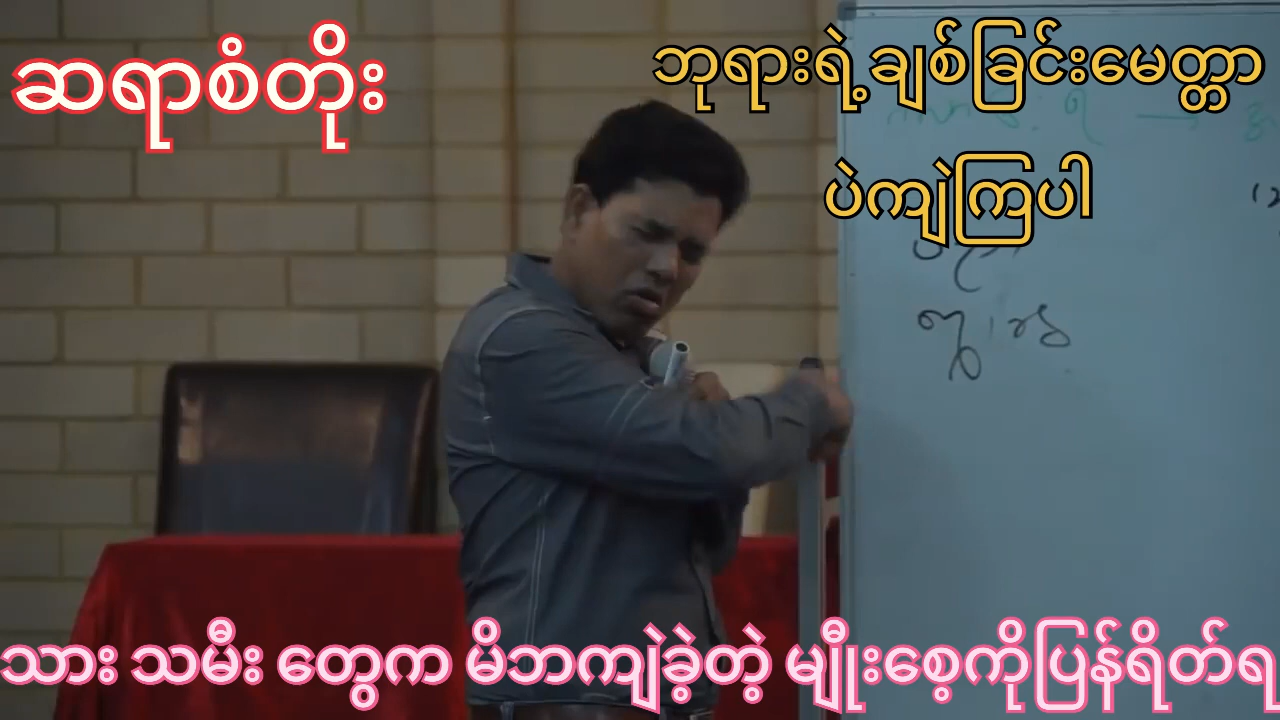 ဆရာစံတိုး
ဘုရားရဲ့ချစ်ခြင်းမေတ္တာ
ပဲကျဲကြပါ
သား သမီး တွေက မိဘကျဲခဲ့တဲ့ မျိုးစေ့ကိုပြန်ရိတ်ရ